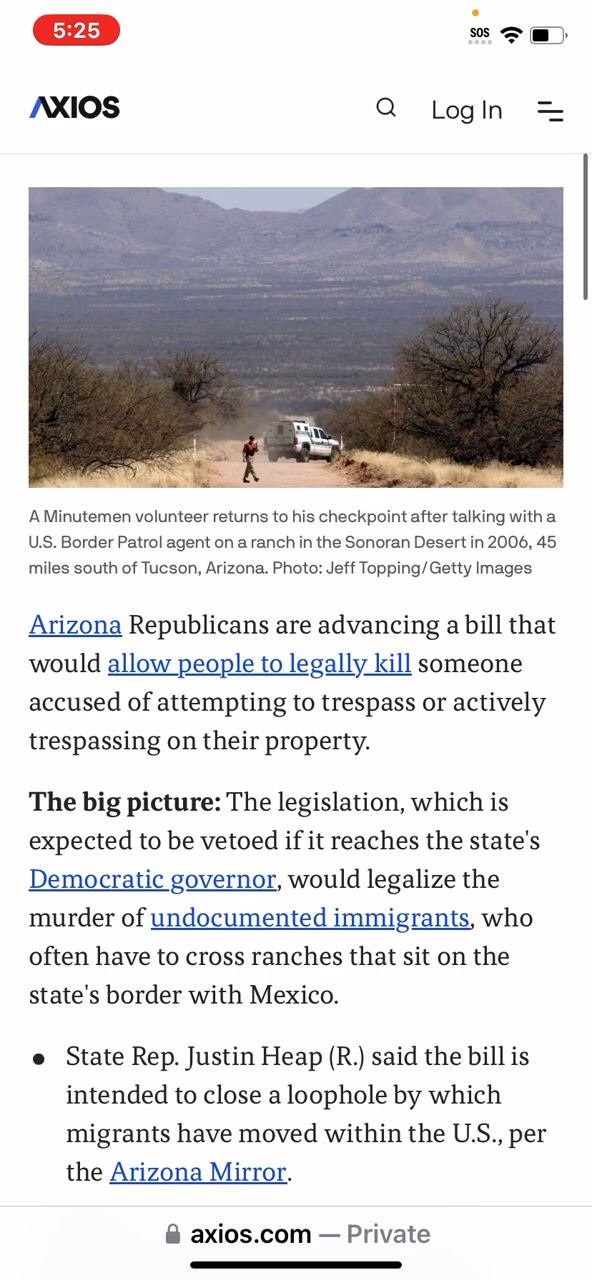 5:25
SOS
AXIOS
Log In
A Minutemen volunteer returns to his checkpoint after talking with a
U.S. Border Patrol agent on a ranch in the Sonoran Desert in 2006, 45
miles south of Tucson, Arizona. Photo: Jeff Topping/Getty Images
Arizona Republicans are advancing a bill that
would allow people to legally kill someone
accused of attempting to trespass or actively
trespassing on their property.
The big picture: The legislation, which is
expected to be vetoed if it reaches the state's
Democratic governor, would legalize the
murder of undocumented immigrants, who
often have to cross ranches that sit on the
state's border with Mexico.
● State Rep. Justin Heap (R.) said the bill is
intended to close a loophole by which
migrants have moved within the U.S., per
the Arizona Mirror.
axios.com — Private